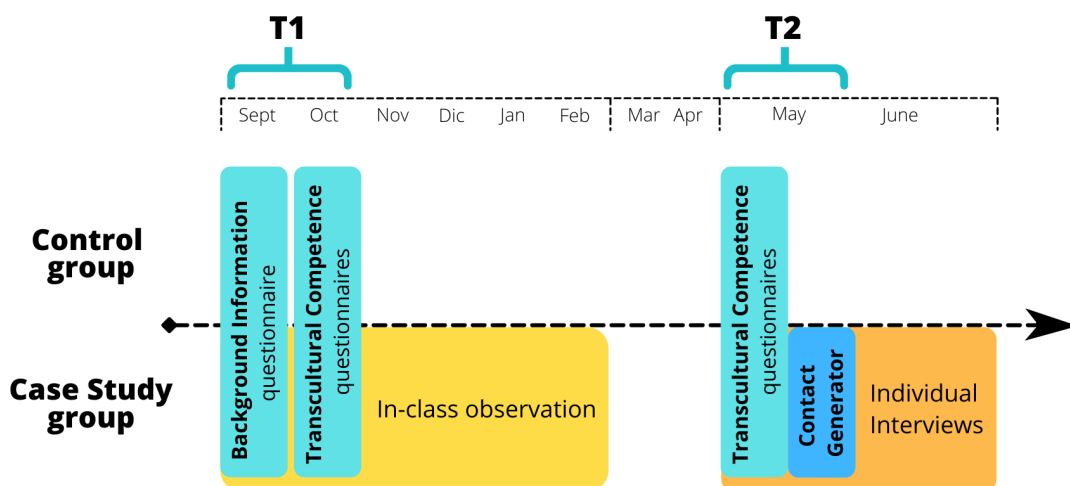 T1
T2
Sept Oct Nov Dic Jan Feb Mar Apr May June
Control
group
Case Study
group
Background Information
questionnaire
Transcultural Competence
questionnaires
In-class observation
Transcultural Competence
questionnaires
Contact
Generator
Individual
Interviews